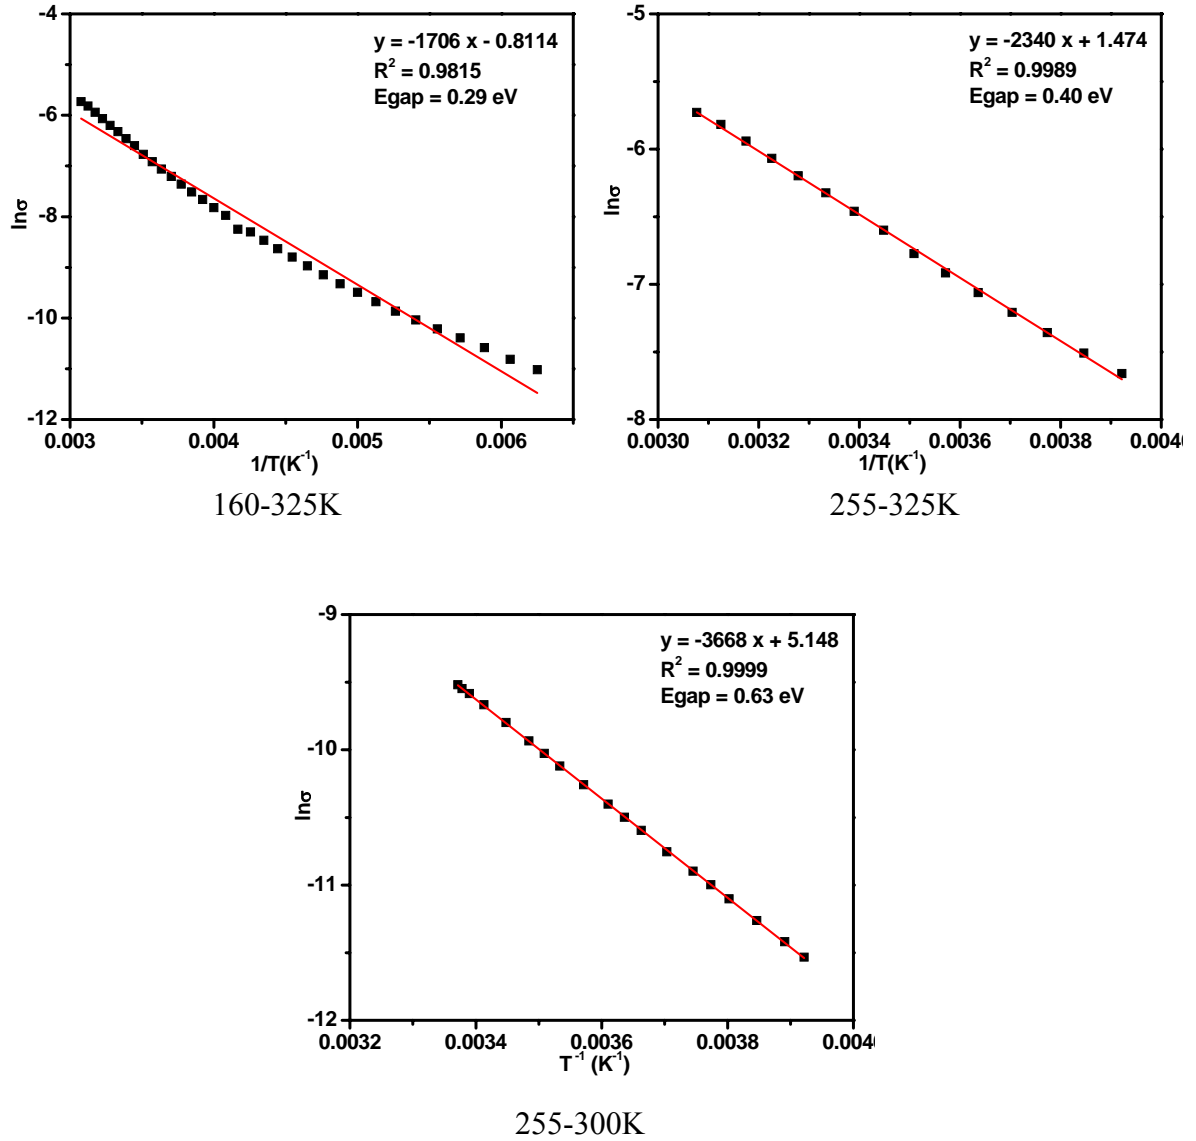 y = -1706 x - 0.8114
R² = 0.9815
Egap = 0.29 eV
-4
-6
-8
-10
-12
lnσ
0.003 0.004 0.005 0.006
1/T(K⁻¹)
160-325K
y = -2340 x + 1.474
R² = 0.9989
Egap = 0.40 eV
-5
-6
-7
-8
lnσ
0.0030 0.0032 0.0034 0.0036 0.0038 0.0040
1/T(K⁻¹)
255-325K
y = -3668 x + 5.148
R² = 0.9999
Egap = 0.63 eV
-9
-10
-11
-12
lnσ
0.0032 0.0034 0.0036 0.0038 0.0040
T⁻¹ (K⁻¹)
255-300K